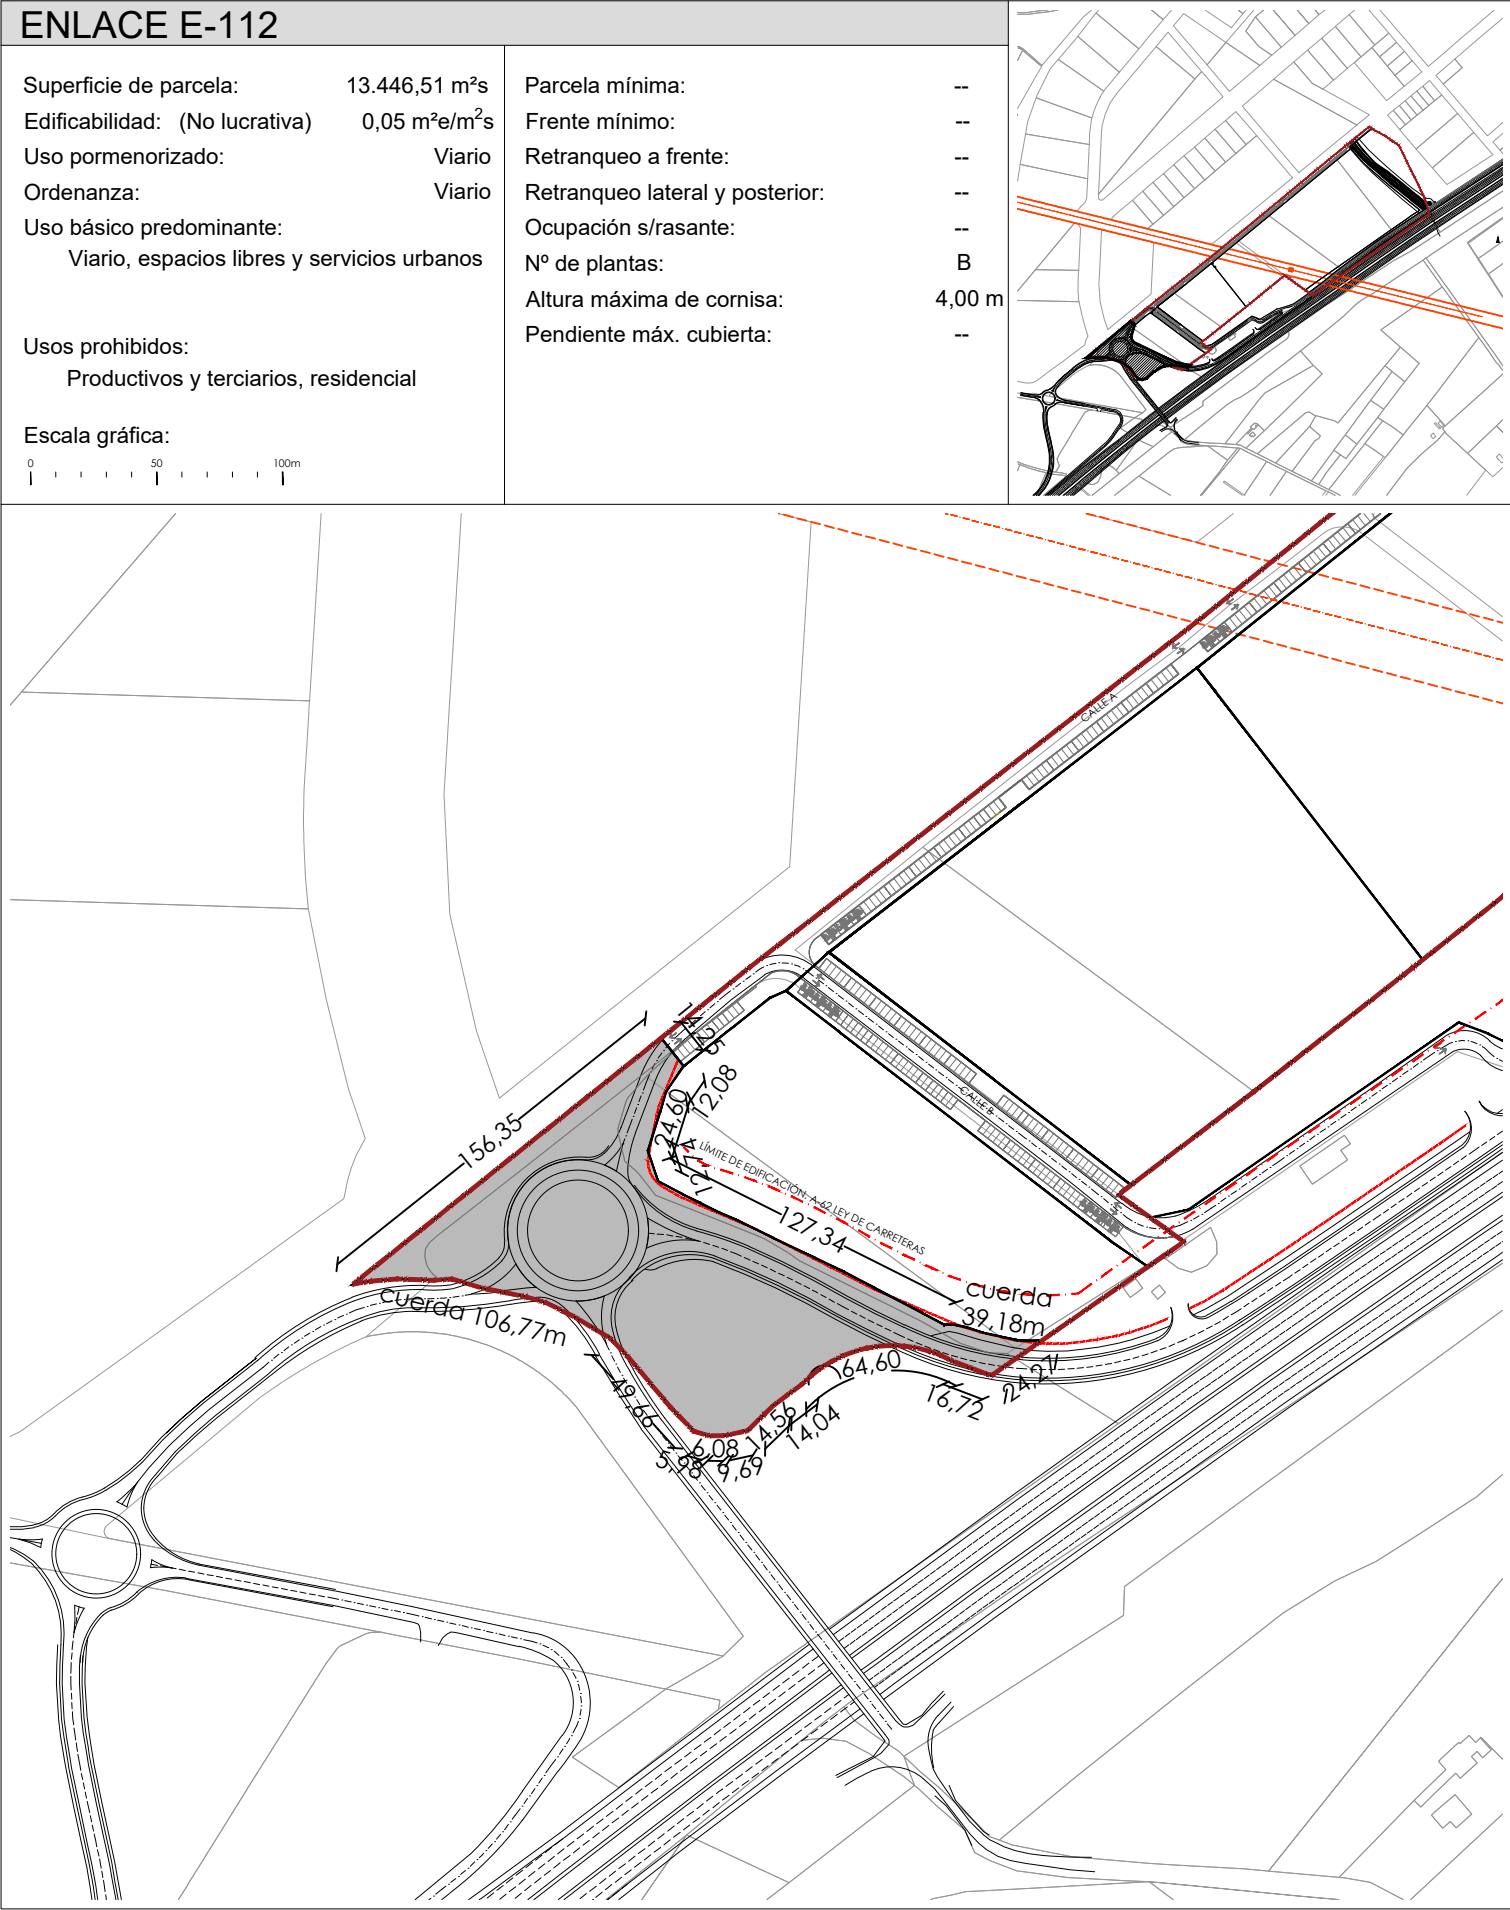 ENLACE E-112
Superficie de parcela: 13.446,51 m²s
Edificabilidad: (No lucrativa) 0,05 m²e/m²s
Uso pormenorizado: Viario
Ordenanza: Viario
Uso básico predominante:
Viario, espacios libres y servicios urbanos
Usos prohibidos:
Productivos y terciarios, residencial
Escala gráfica:
0 50 100m
Parcela mínima: --
Frente mínimo: --
Retranqueo a frente: --
Retranqueo lateral y posterior: --
Ocupación s/rasante: --
Nº de plantas: B
Altura máxima de cornisa: 4,00 m
Pendiente máx. cubierta: --
CALLE A
14,25
12,08
24,60
CALLE B
156,35
LÍMITE DE EDIFICACIÓN A-62 LEY DE CARRETERAS
127,34
cuerda
39,18m
cuerda 106,77m
49,66
64,60
24,27
16,72
14,56
14,04
6,08
5,98
9,69